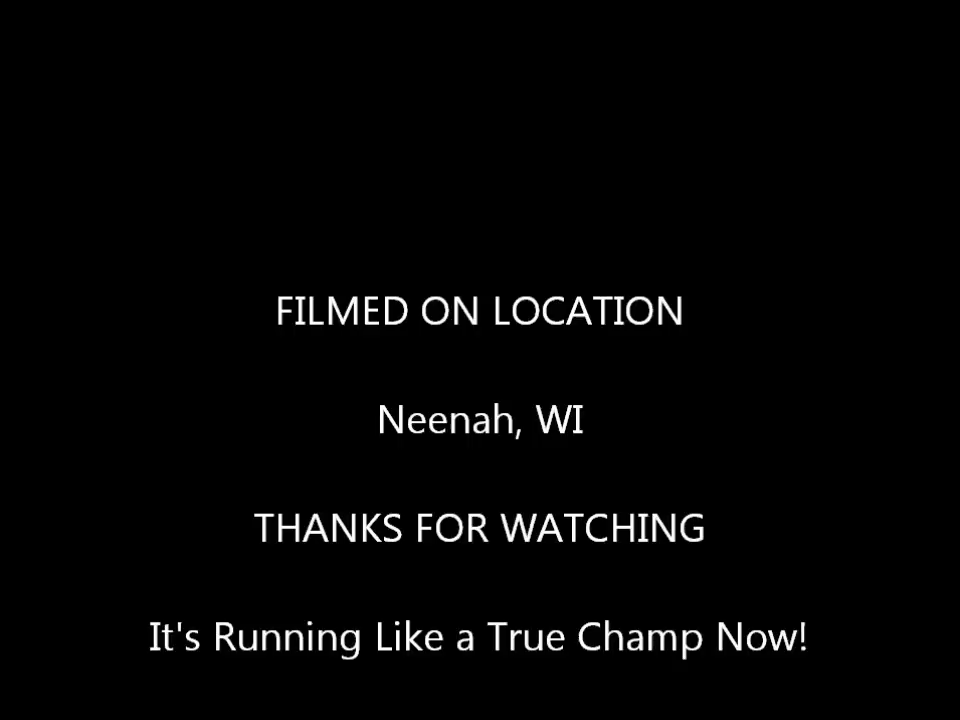 FILMED ON LOCATION
Neenah, WI
THANKS FOR WATCHING
It's Running Like a True Champ Now!